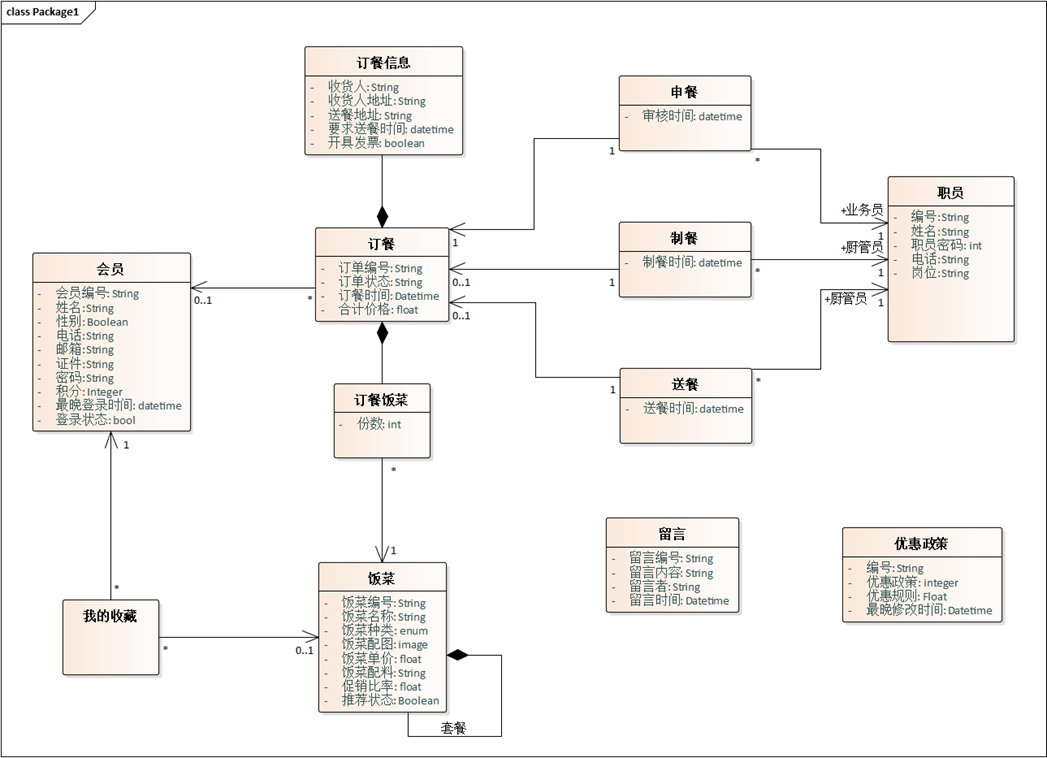 class Package1
订餐信息
- 收货人: String
- 收货人地址: String
- 送餐地址: String
- 要求送餐时间: datetime
- 开具发票: boolean
申餐
- 审核时间: datetime
1
*
职员
- 编号: String
- 姓名: String
- 职员密码: int
- 电话: String
- 岗位: String
+业务员
1
+厨管员
1
+厨管员
1
订餐
- 订单编号: String
- 订单状态: String
- 订餐时间: Datetime
- 合计价格: float
1
0..1
0..1
*
制餐
- 制餐时间: datetime
1
*
会员
- 会员编号: String
- 姓名: String
- 性别: Boolean
- 电话: String
- 邮箱: String
- 证件: String
- 密码: String
- 积分: Integer
- 最晚登录时间: datetime
- 登录状态: bool
0..1
1
送餐
- 送餐时间: datetime
1
*
订餐饭菜
- 份数: int
*
1
留言
- 留言编号: String
- 留言内容: String
- 留言者: String
- 留言时间: Datetime
优惠政策
- 编号: String
- 优惠政策: integer
- 优惠规则: Float
- 最晚修改时间: Datetime
饭菜
- 饭菜编号: String
- 饭菜名称: String
- 饭菜种类: enum
- 饭菜配图: image
- 饭菜单价: float
- 饭菜配料: String
- 促销比率: float
- 推荐状态: Boolean
*
我的收藏
*
0..1
套餐